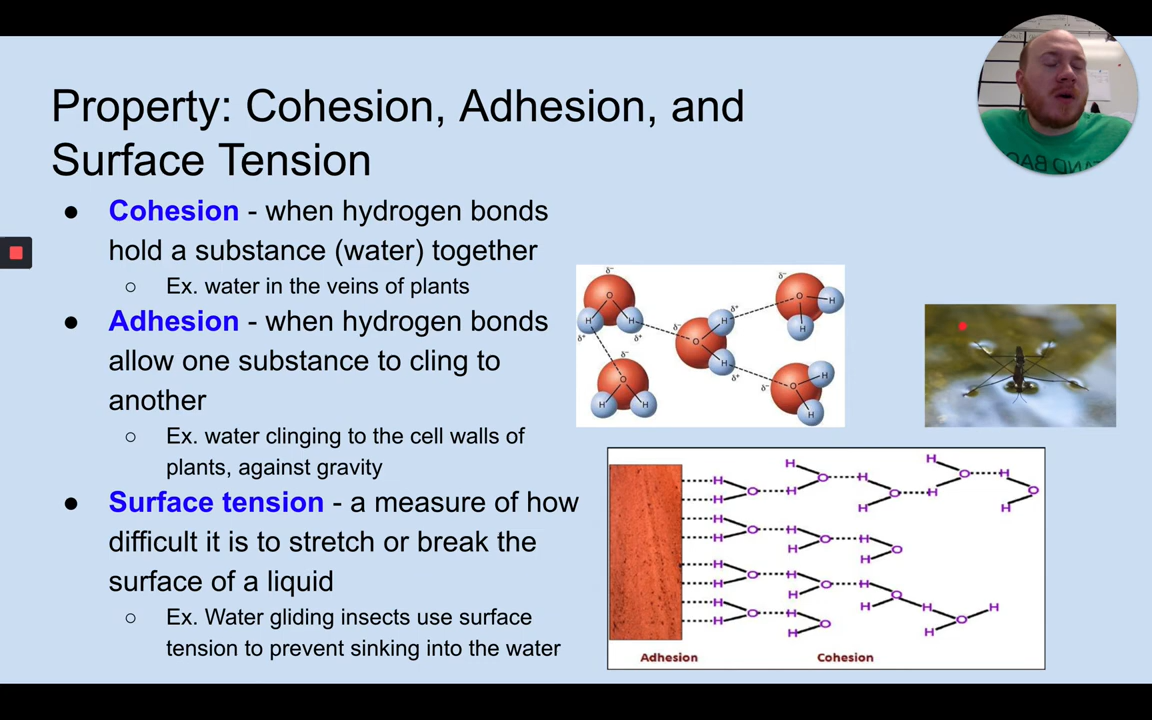 Property: Cohesion, Adhesion, and
Surface Tension
● Cohesion - when hydrogen bonds
hold a substance (water) together
○ Ex. water in the veins of plants
● Adhesion - when hydrogen bonds
allow one substance to cling to
another
○ Ex. water clinging to the cell walls of
plants, against gravity
● Surface tension - a measure of how
difficult it is to stretch or break the
surface of a liquid
○ Ex. Water gliding insects use surface
tension to prevent sinking into the water
δ⁻
O
H H
δ⁺ δ⁺
δ⁻
O
H H
δ⁻
O
H
H
δ⁺
δ⁺
δ⁻
O H
H
δ⁻
O H
H
H H H H
H O H O H O H O
H H
H O H O H O
H H H
H O H O H O H H
H H O
H O H O H
H H
Adhesion Cohesion